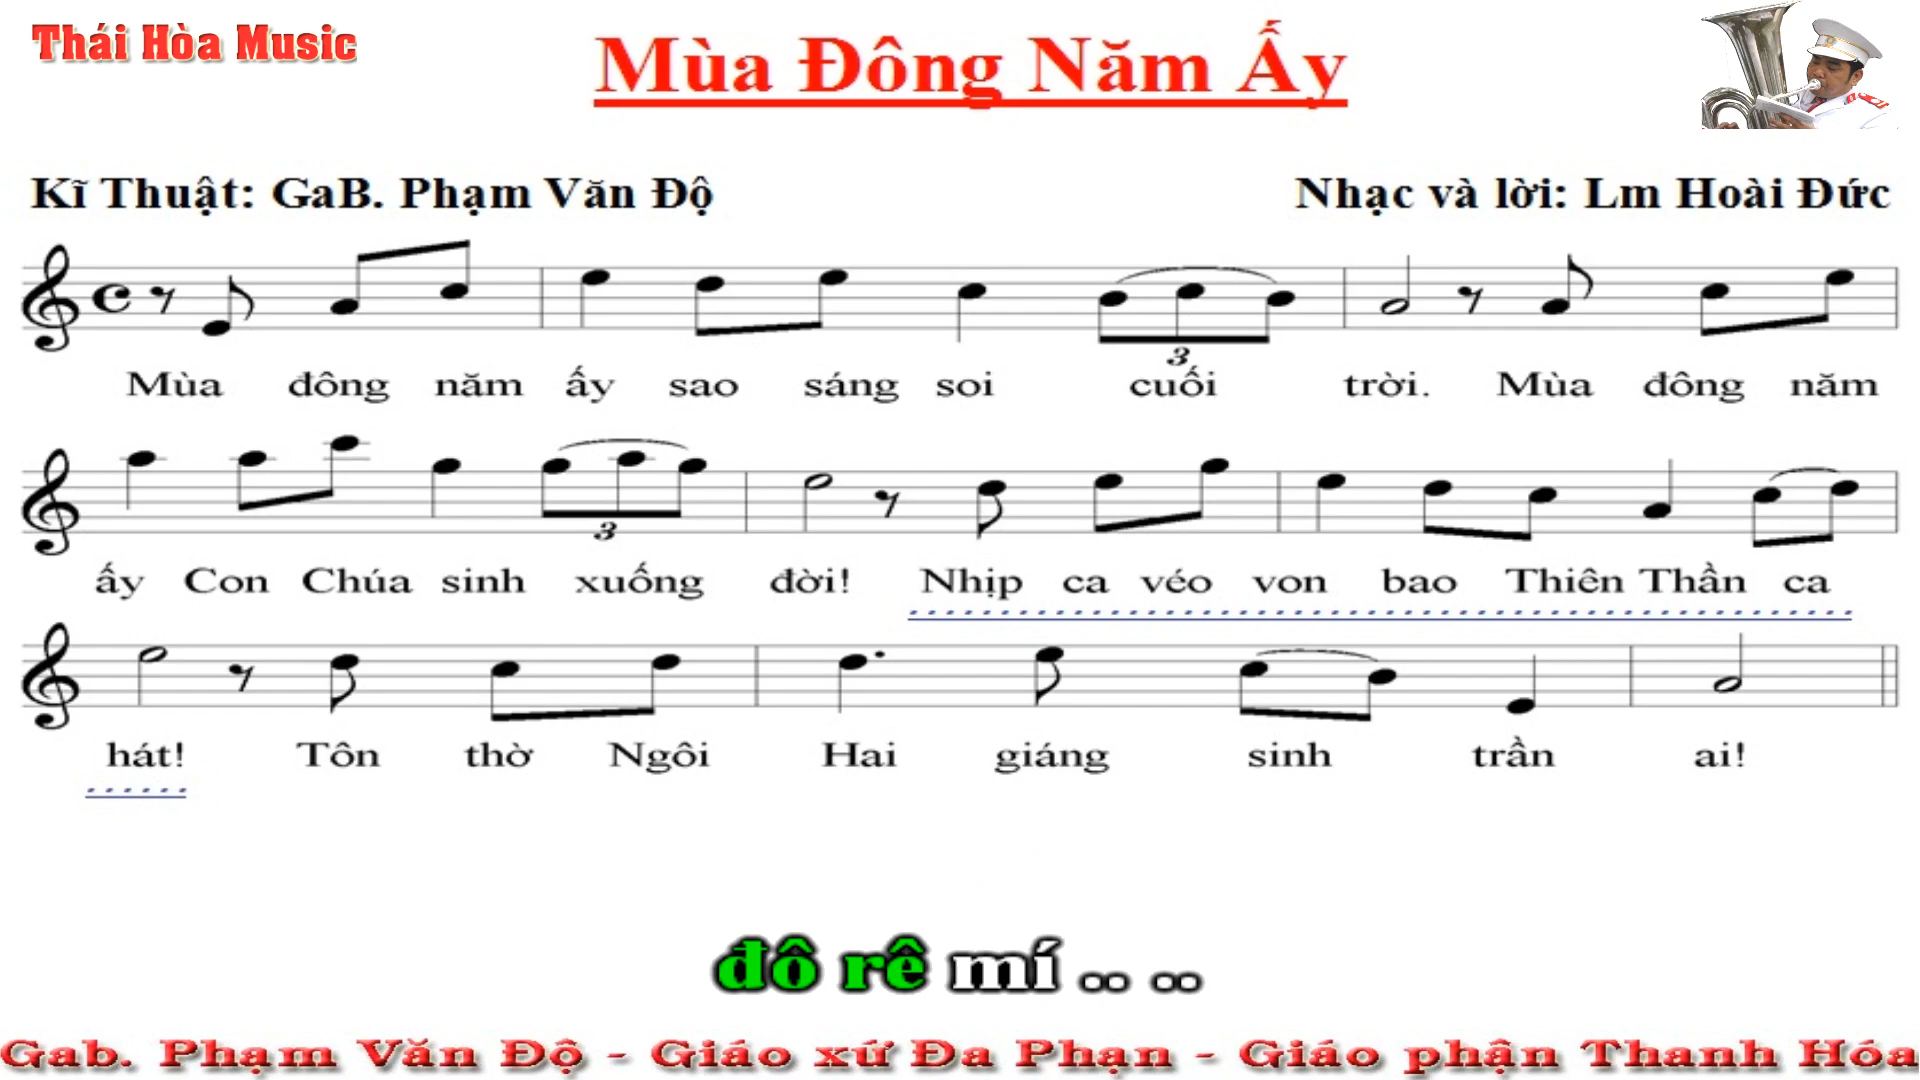 Thái Hòa Music
Mùa Đông Năm Ấy
Kĩ Thuật: GaB. Phạm Văn Độ
Nhạc và lời: Lm Hoài Đức
3
Mùa đông năm ấy sao sáng soi cuối trời. Mùa đông năm
3
ấy Con Chúa sinh xuống đời! Nhịp ca véo von bao Thiên Thần ca
hát! Tôn thờ Ngôi Hai giáng sinh trần ai!
đô rê mí .. ..
Gab. Phạm Văn Độ - Giáo xứ Đa Phạn - Giáo phận Thanh Hóa